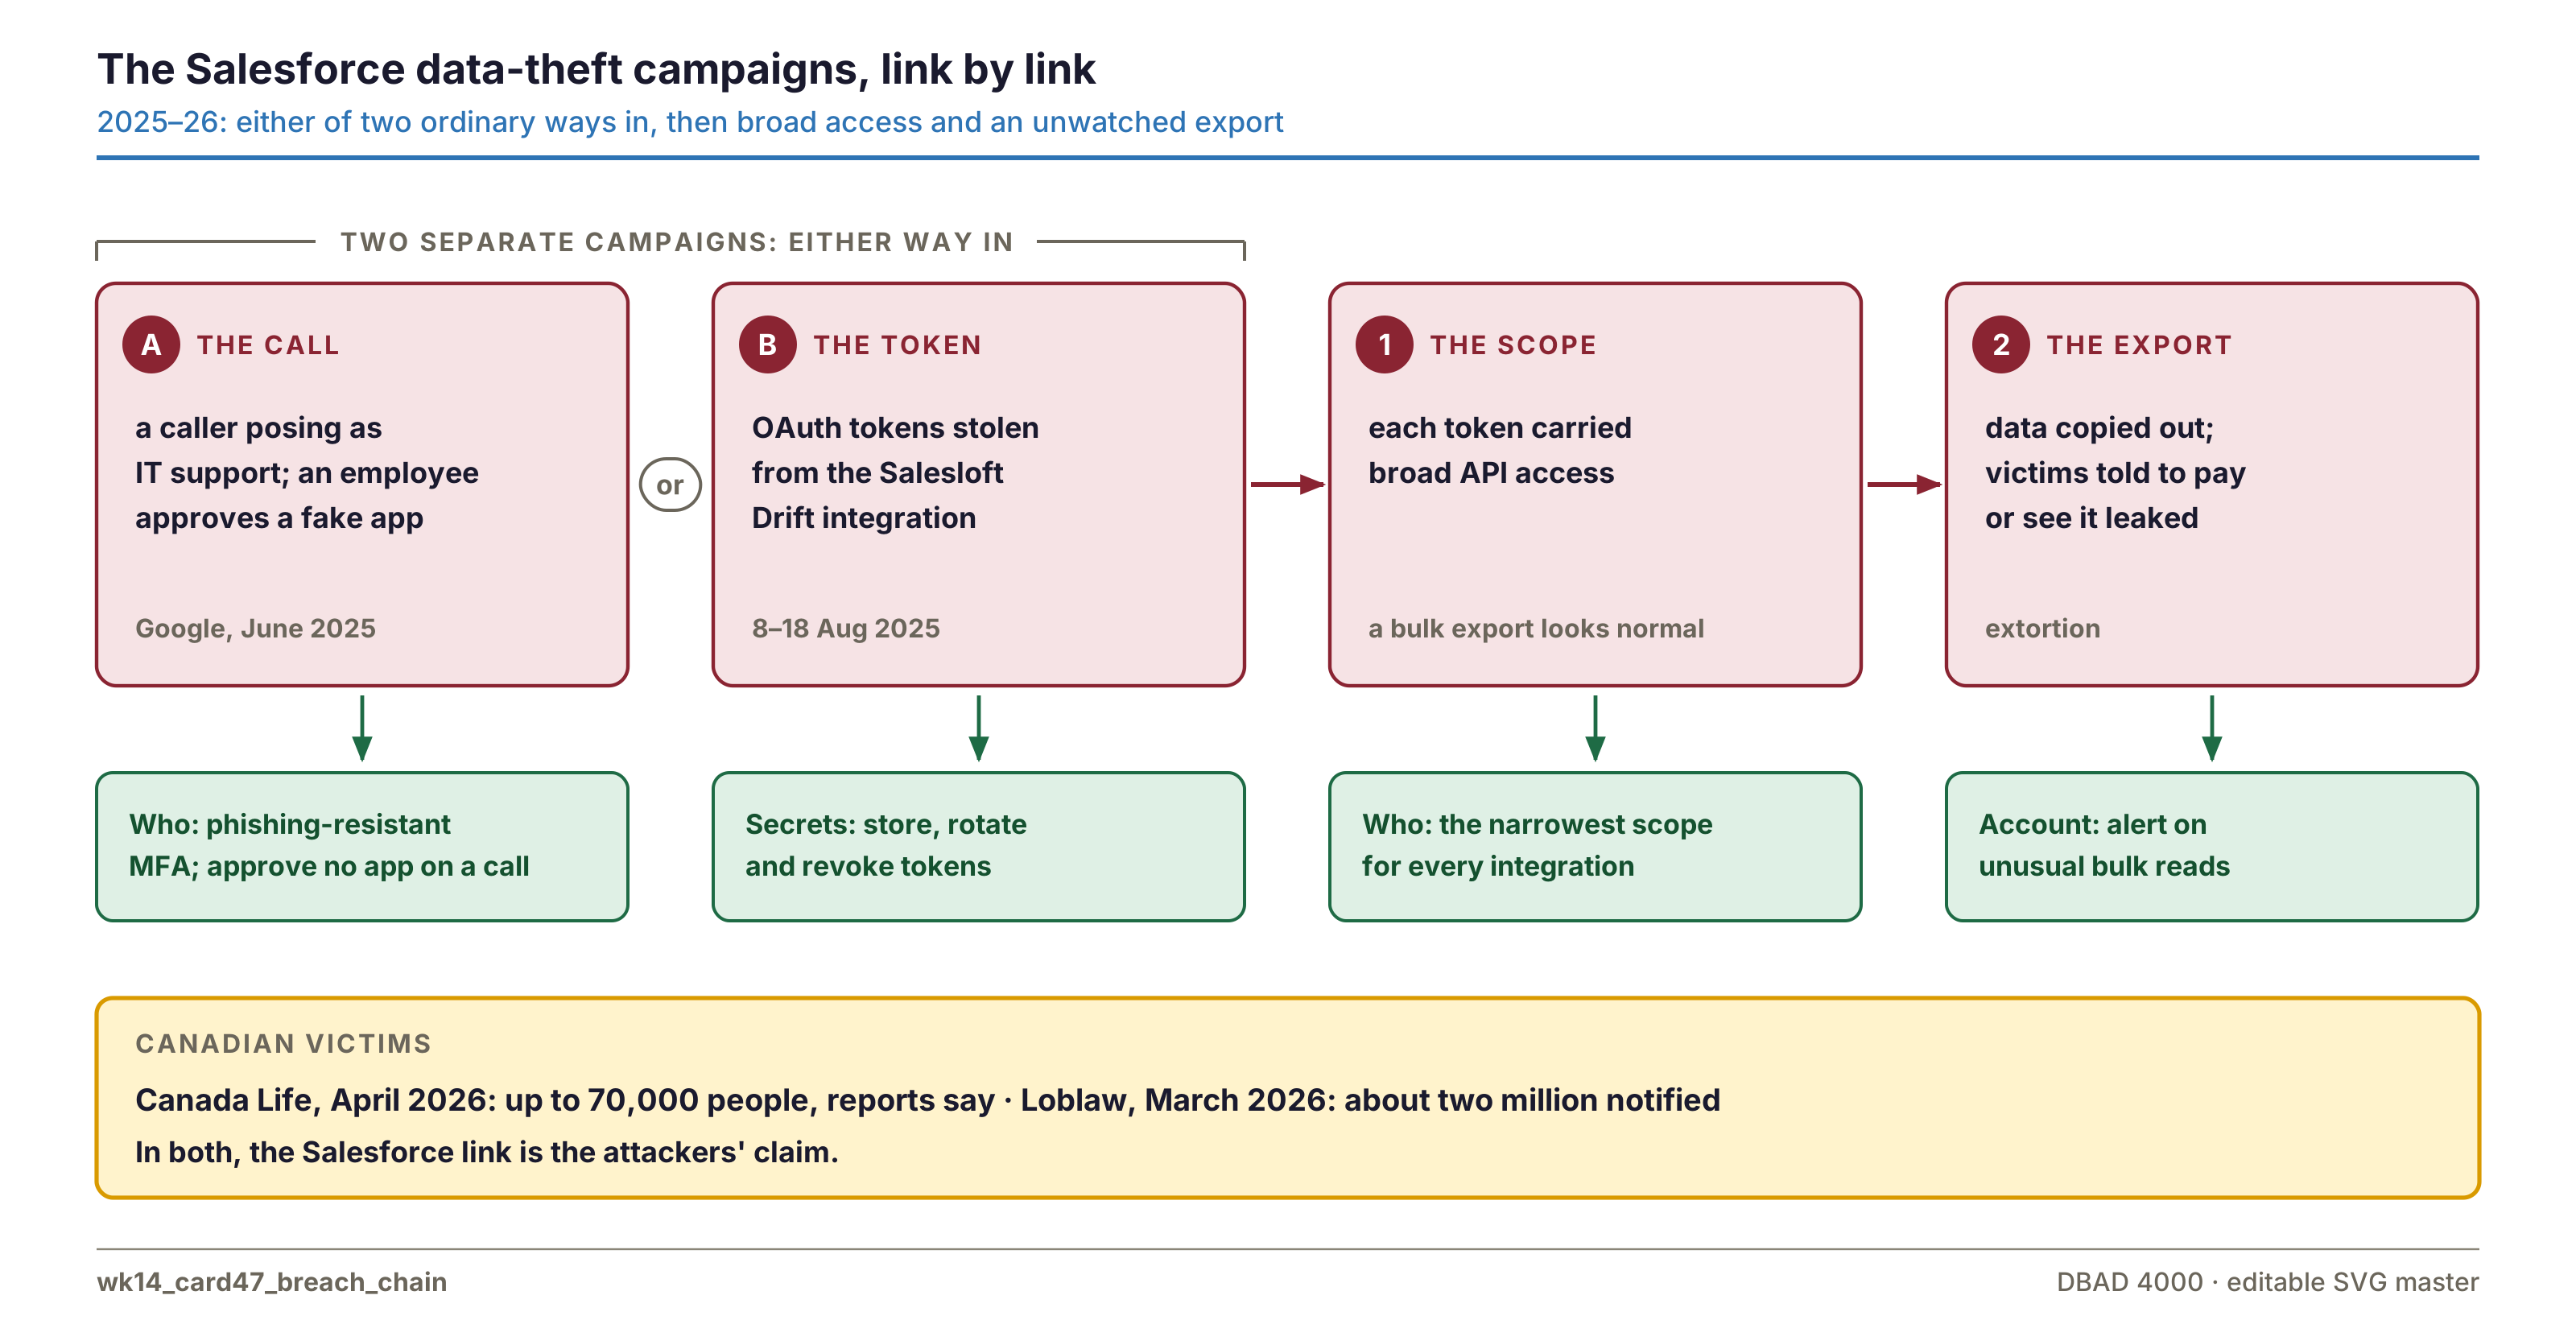 The Salesforce data-theft campaigns, link by link
2025–26: either of two ordinary ways in, then broad access and an unwatched export
TWO SEPARATE CAMPAIGNS: EITHER WAY IN
A THE CALL
a caller posing as
IT support; an employee
approves a fake app
Google, June 2025
or
B THE TOKEN
OAuth tokens stolen
from the Salesloft
Drift integration
8–18 Aug 2025
1 THE SCOPE
each token carried
broad API access
a bulk export looks normal
2 THE EXPORT
data copied out;
victims told to pay
or see it leaked
extortion
Who: phishing-resistant
MFA; approve no app on a call
Secrets: store, rotate
and revoke tokens
Who: the narrowest scope
for every integration
Account: alert on
unusual bulk reads
CANADIAN VICTIMS
Canada Life, April 2026: up to 70,000 people, reports say · Loblaw, March 2026: about two million notified
In both, the Salesforce link is the attackers' claim.
wk14_card47_breach_chain
DBAD 4000 · editable SVG master